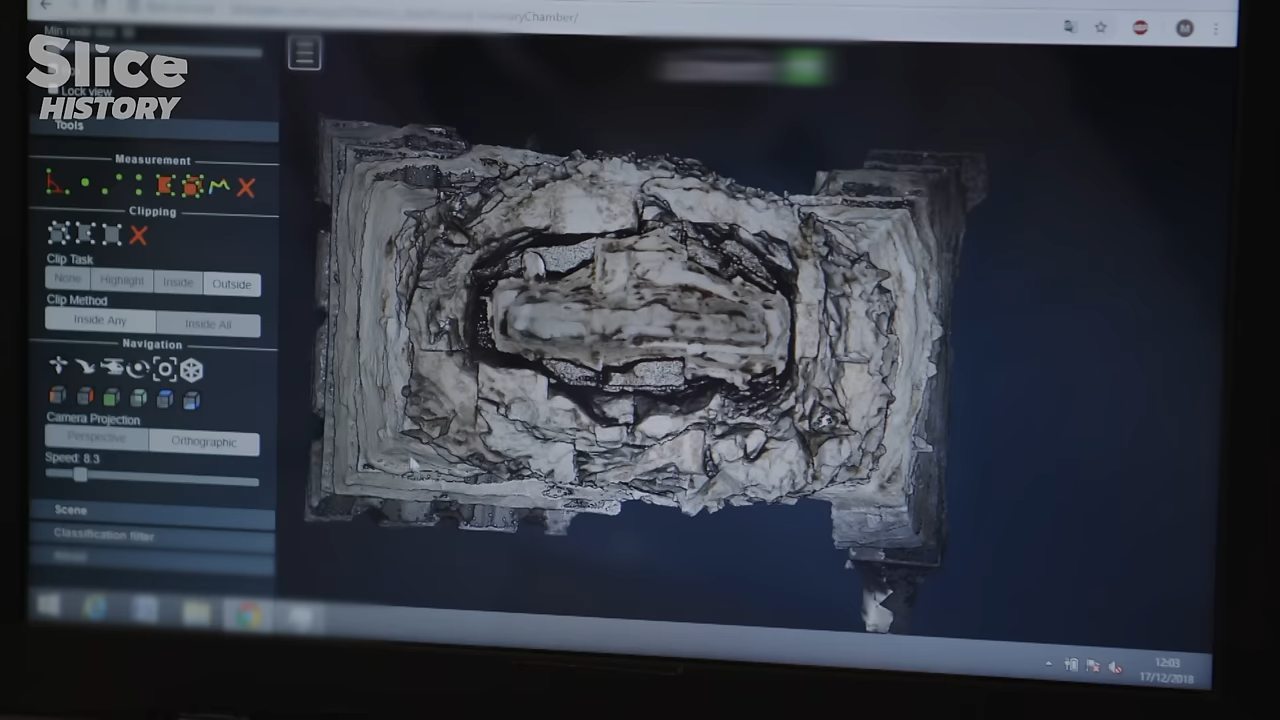 Chamber/
Slice
HISTORY
Lock view
Tools
Measurement
Clipping
Clip Task
None Highlight Inside Outside
Clip Method
Inside Any Inside All
Navigation
Camera Projection
Perspective Orthographic
Speed: 8.3
Scene
Classification filter
12:03
17/12/2018